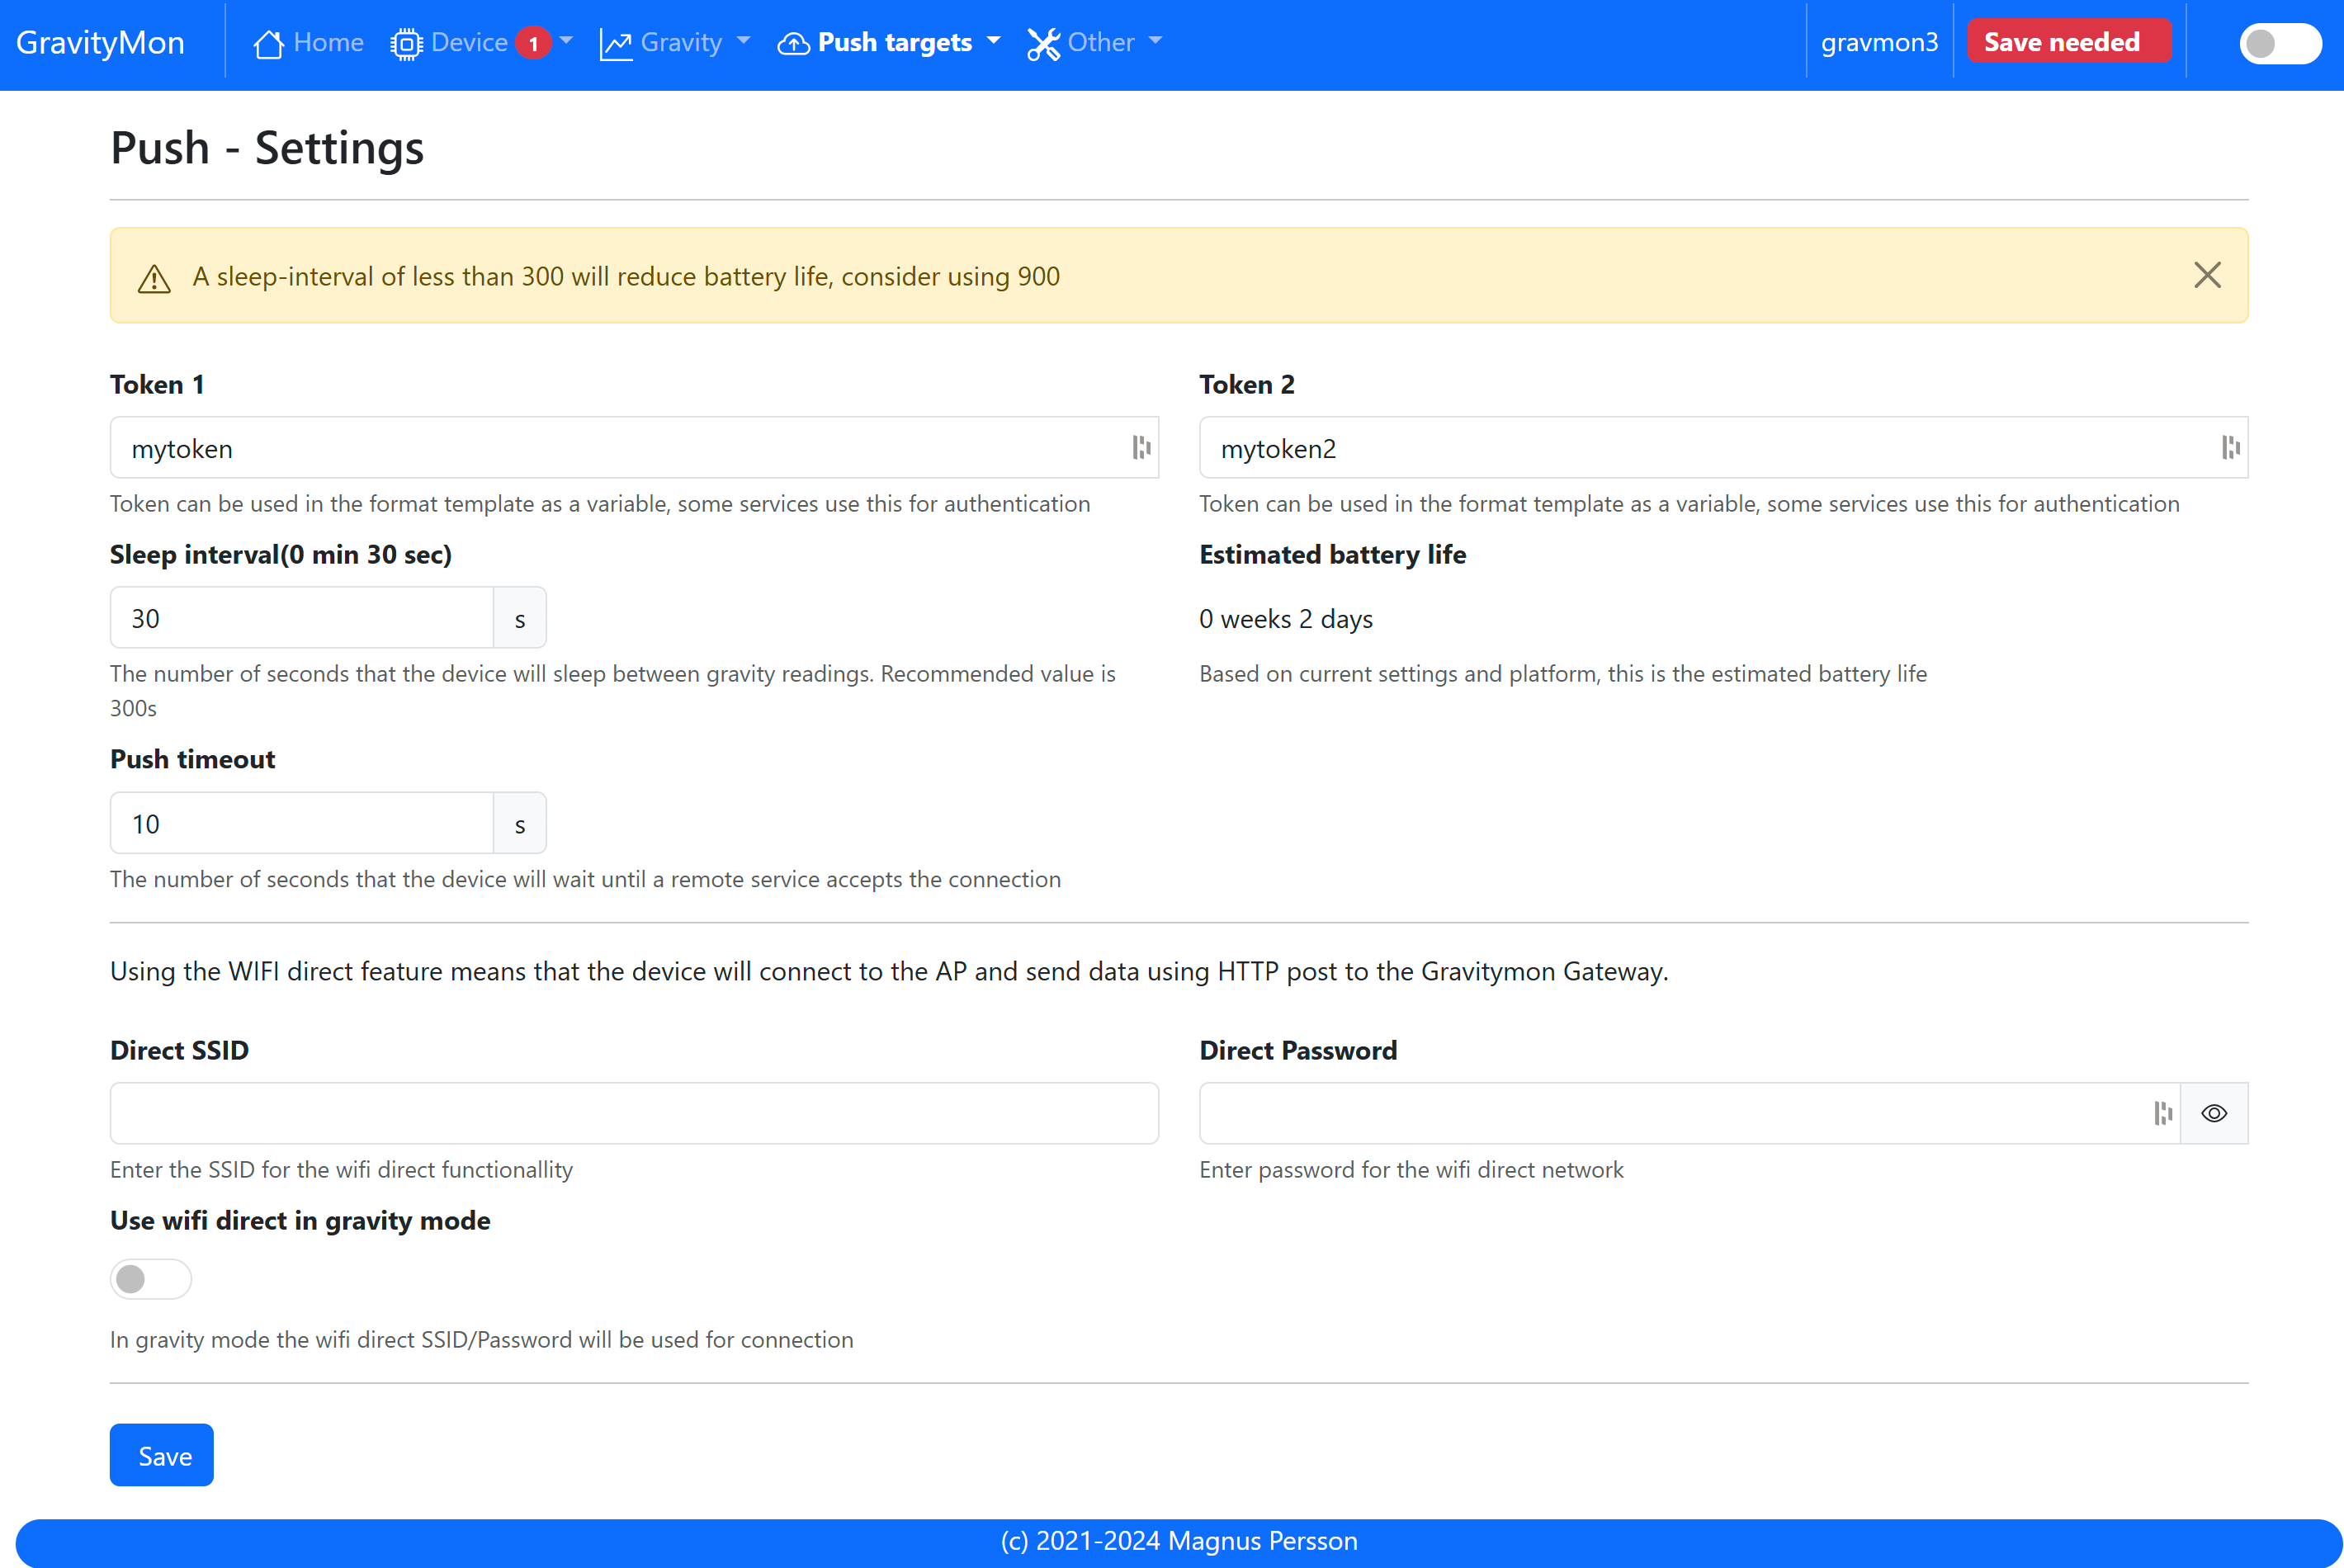 GravityMon
Home
Device 1
Gravity
Push targets
Other
gravmon3
Save needed
Push - Settings
A sleep-interval of less than 300 will reduce battery life, consider using 900
Token 1
mytoken
Token can be used in the format template as a variable, some services use this for authentication
Token 2
mytoken2
Token can be used in the format template as a variable, some services use this for authentication
Sleep interval(0 min 30 sec)
30 s
The number of seconds that the device will sleep between gravity readings. Recommended value is
300s
Estimated battery life
0 weeks 2 days
Based on current settings and platform, this is the estimated battery life
Push timeout
10 s
The number of seconds that the device will wait until a remote service accepts the connection
Using the WIFI direct feature means that the device will connect to the AP and send data using HTTP post to the Gravitymon Gateway.
Direct SSID
Enter the SSID for the wifi direct functionallity
Direct Password
Enter password for the wifi direct network
Use wifi direct in gravity mode
In gravity mode the wifi direct SSID/Password will be used for connection
Save
(c) 2021-2024 Magnus Persson